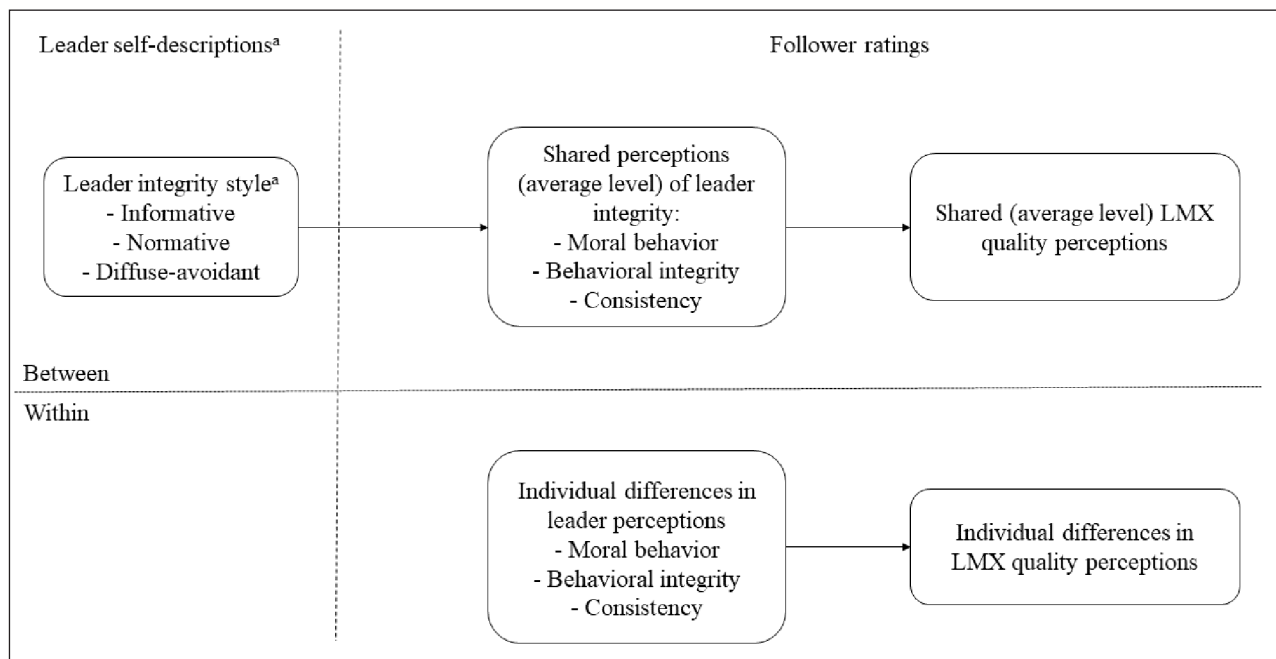 Leader self-descriptionsᵃ
Follower ratings
Leader integrity styleᵃ
- Informative
- Normative
- Diffuse-avoidant
Shared perceptions
(average level) of leader
integrity:
- Moral behavior
- Behavioral integrity
- Consistency
Shared (average level) LMX
quality perceptions
Between
Within
Individual differences in
leader perceptions
- Moral behavior
- Behavioral integrity
- Consistency
Individual differences in
LMX quality perceptions